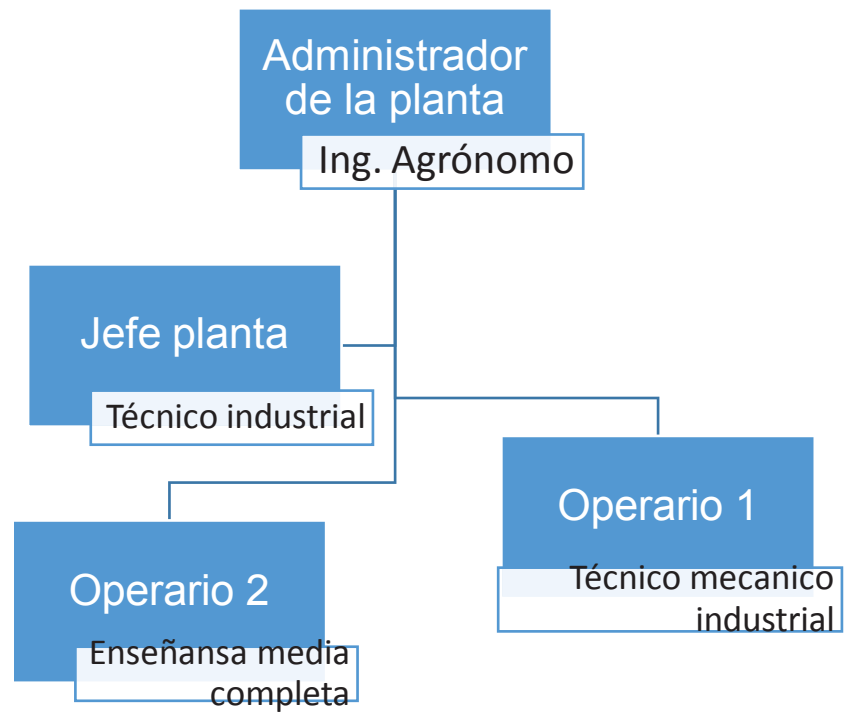 Administrador
de la planta
Ing. Agrónomo
Jefe planta
Técnico industrial
Operario 1
Técnico mecanico
industrial
Operario 2
Enseñansa media
completa